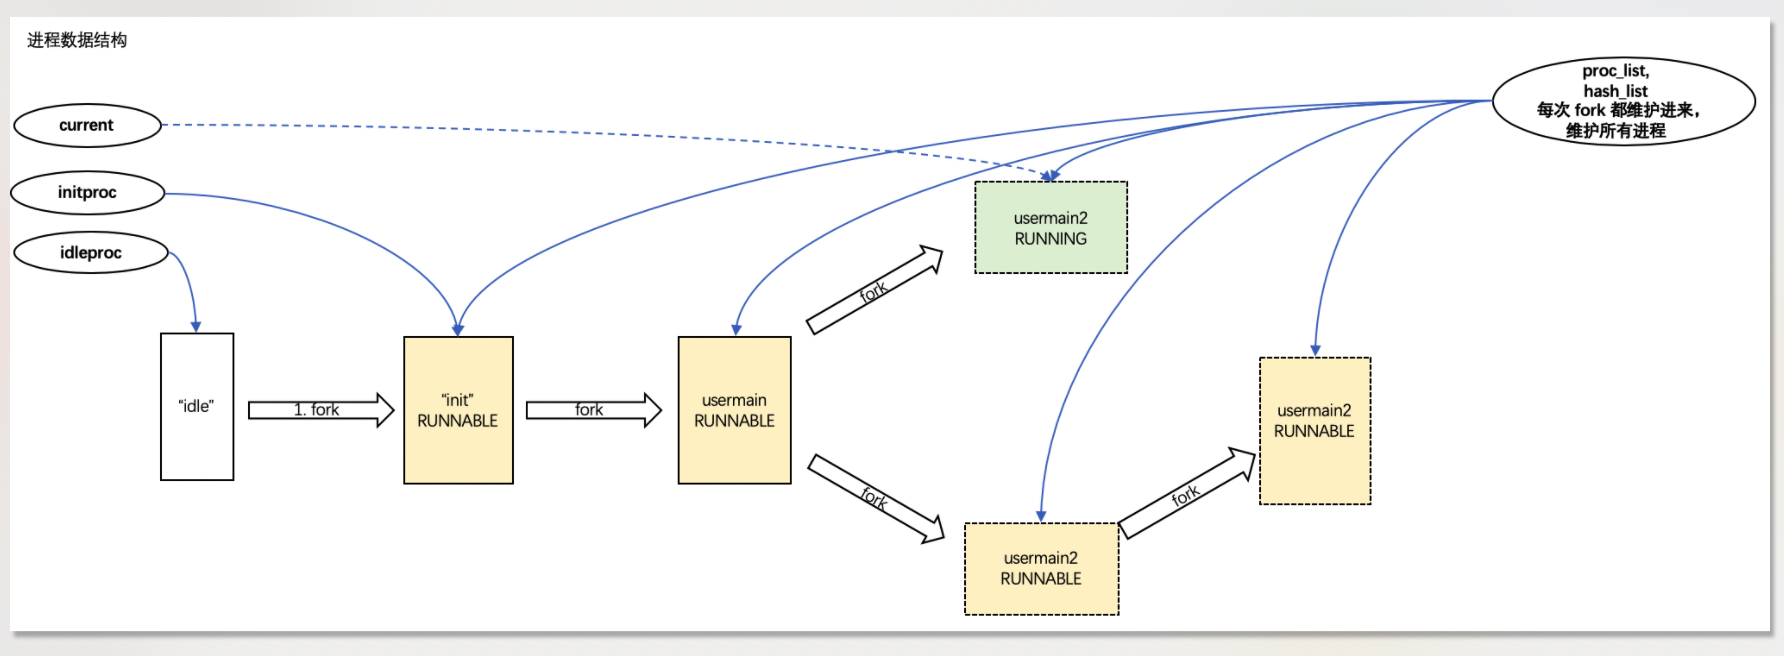 进程数据结构
proc_list,
hash_list
每次 fork 都维护进来，
维护所有进程
current
initproc
idleproc
usermain2
RUNNING
fork
“idle”
1. fork
“init”
RUNNABLE
fork
usermain
RUNNABLE
usermain2
RUNNABLE
fork
fork
usermain2
RUNNABLE